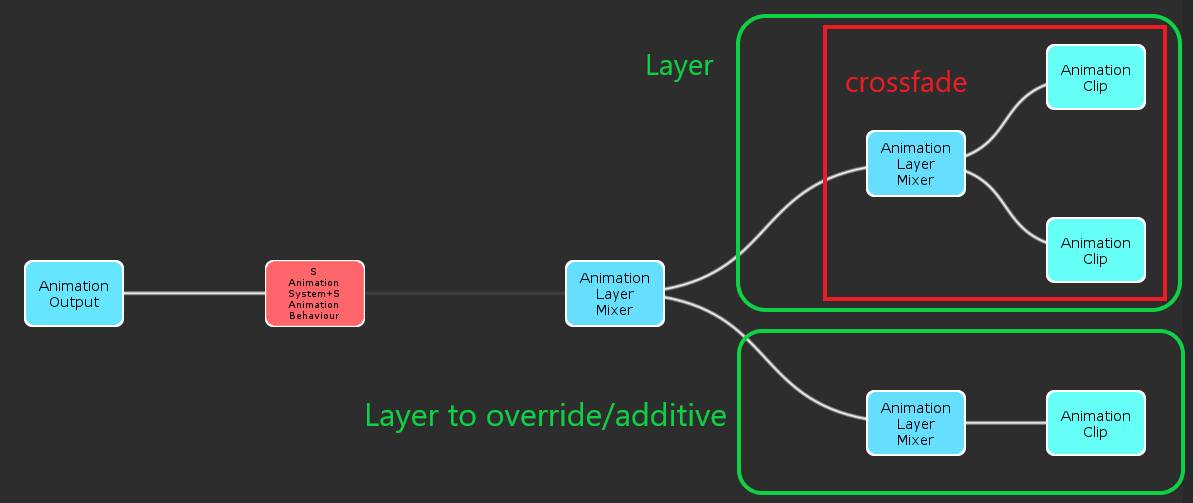 Layer
crossfade
Animation
Clip
Animation
Layer
Mixer
Animation
Clip
Animation
Output
S
Animation
System+S
Animation
Behaviour
Animation
Layer
Mixer
Layer to override/additive
Animation
Layer
Mixer
Animation
Clip